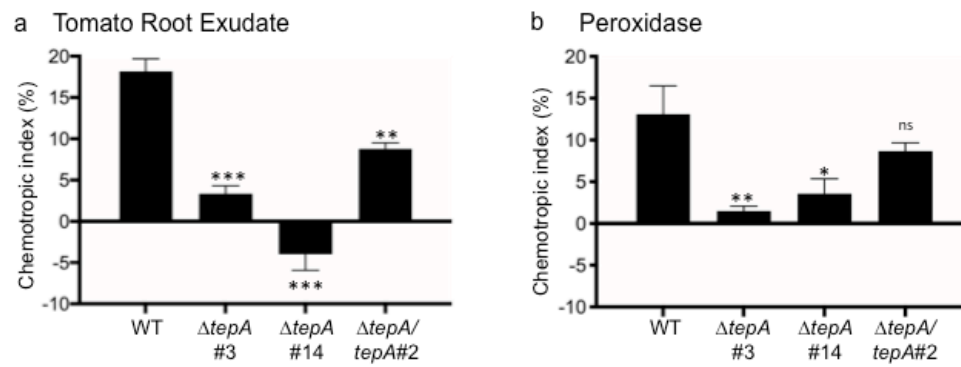 a Tomato Root Exudate
Chemotropic index (%)
20
15
10
5
0
-5
-10
***
***
**
WT
ΔtepA
#3
ΔtepA
#14
ΔtepA/
tepA#2
b Peroxidase
Chemotropic index (%)
20
15
10
5
0
-5
-10
**
*
ns
WT
ΔtepA
#3
ΔtepA
#14
ΔtepA/
tepA#2